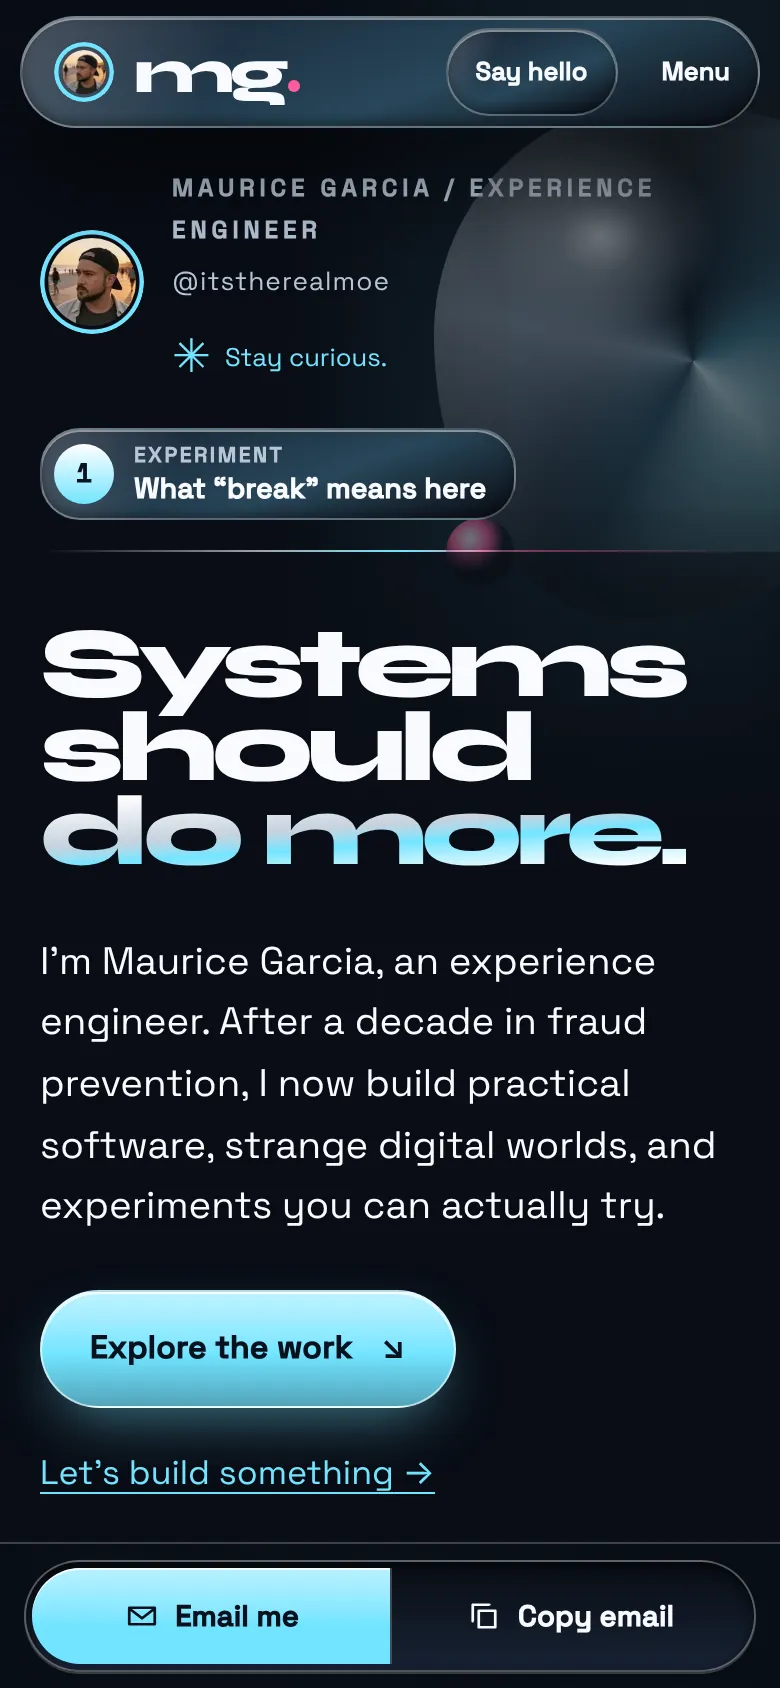 mg.
Say hello
Menu
MAURICE GARCIA / EXPERIENCE
ENGINEER
@itstherealmoe
Stay curious.
1
EXPERIMENT
What “break” means here
Systems
should
do more.
I’m Maurice Garcia, an experience
engineer. After a decade in fraud
prevention, I now build practical
software, strange digital worlds, and
experiments you can actually try.
Explore the work ↘
Let’s build something →
Email me
Copy email